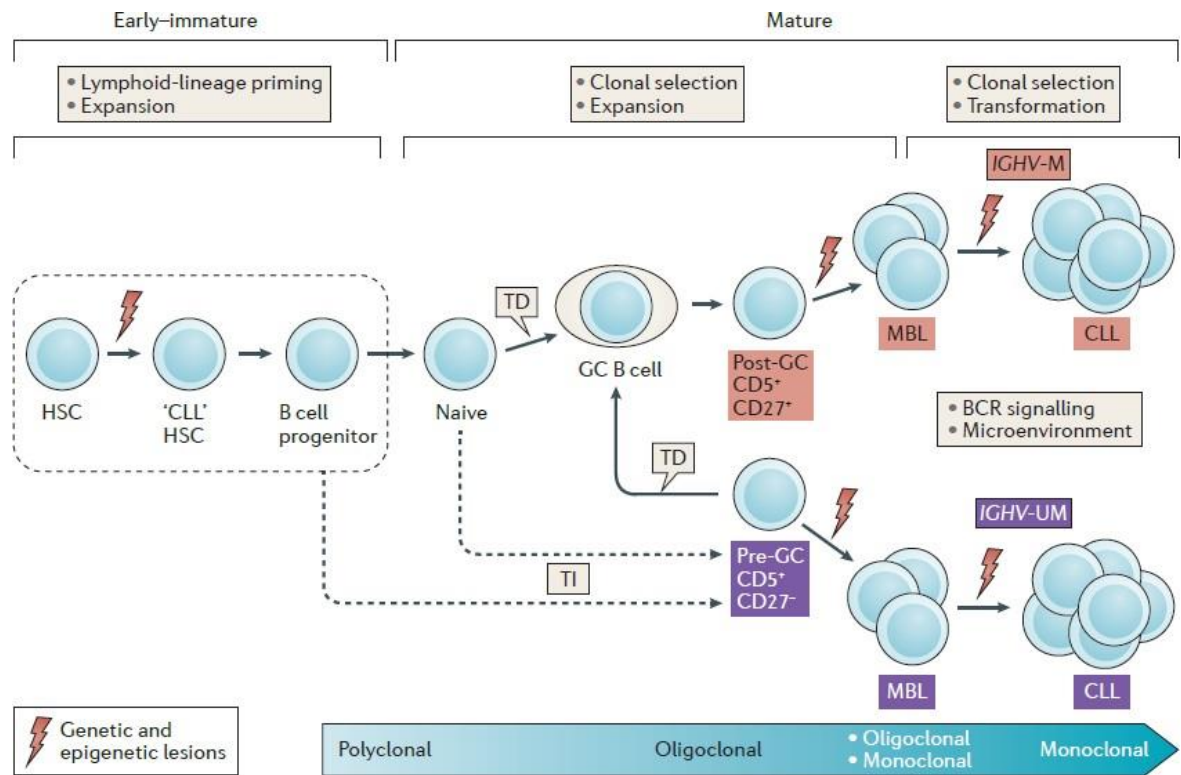 Early–immature
Mature
• Lymphoid-lineage priming
• Expansion
• Clonal selection
• Expansion
• Clonal selection
• Transformation
IGHV-M
TD
MBL
CLL
HSC
‘CLL’
HSC
B cell
progenitor
Naive
GC B cell
Post-GC
CD5⁺
CD27⁺
• BCR signalling
• Microenvironment
TD
IGHV-UM
TI
Pre-GC
CD5⁺
CD27⁻
MBL
CLL
Genetic and
epigenetic lesions
Polyclonal
Oligoclonal
• Oligoclonal
• Monoclonal
Monoclonal